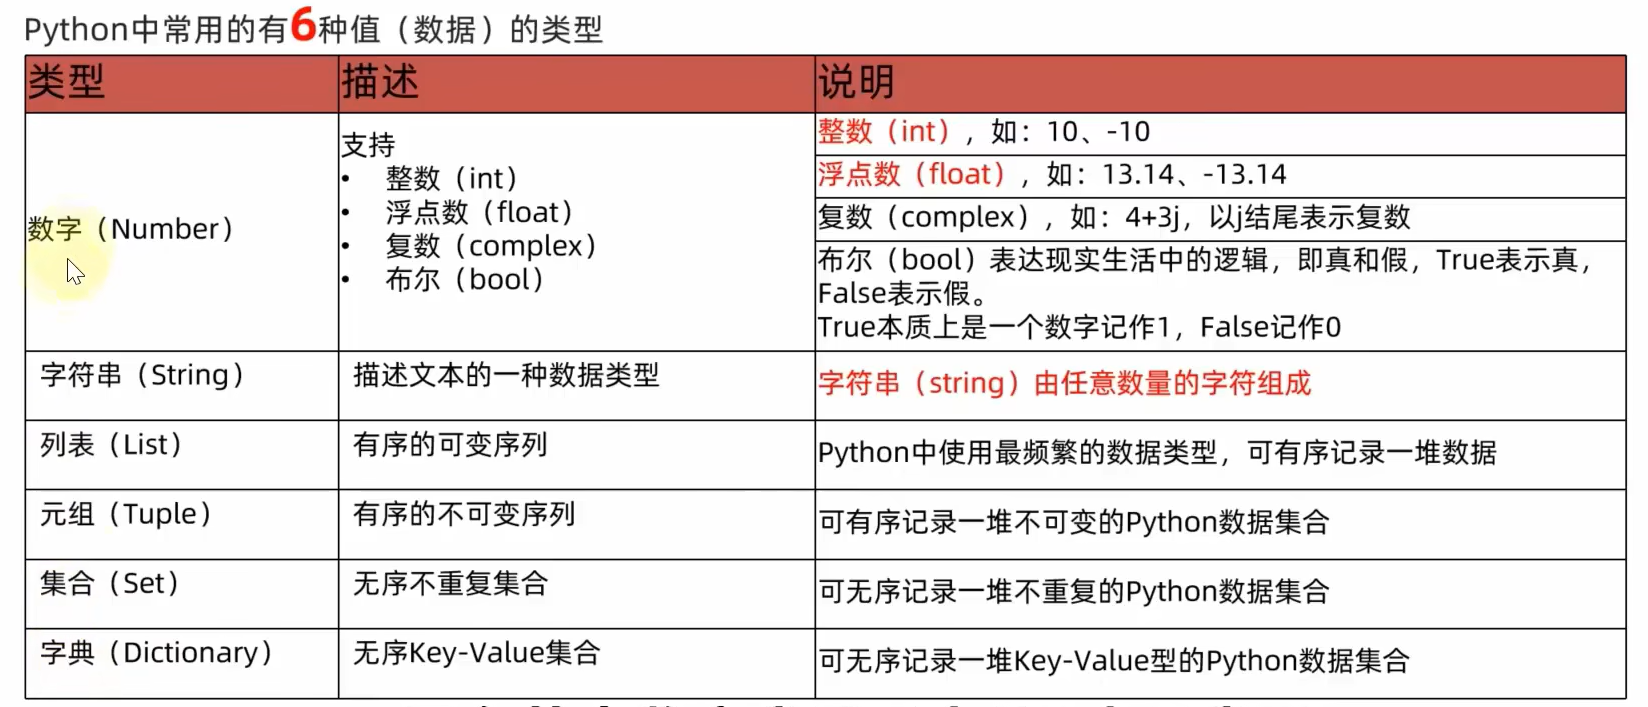 Python中常用的有6种值（数据）的类型
类型 描述 说明
数字（Number）
支持
• 整数（int）
• 浮点数（float）
• 复数（complex）
• 布尔（bool）
整数（int），如：10、-10
浮点数（float），如：13.14、-13.14
复数（complex），如：4+3j，以j结尾表示复数
布尔（bool）表达现实生活中的逻辑，即真和假，True表示真，
False表示假。
True本质上是一个数字记作1，False记作0
字符串（String） 描述文本的一种数据类型 字符串（string）由任意数量的字符组成
列表（List） 有序的可变序列 Python中使用最频繁的数据类型，可有序记录一堆数据
元组（Tuple） 有序的不可变序列 可有序记录一堆不可变的Python数据集合
集合（Set） 无序不重复集合 可无序记录一堆不重复的Python数据集合
字典（Dictionary） 无序Key-Value集合 可无序记录一堆Key-Value型的Python数据集合